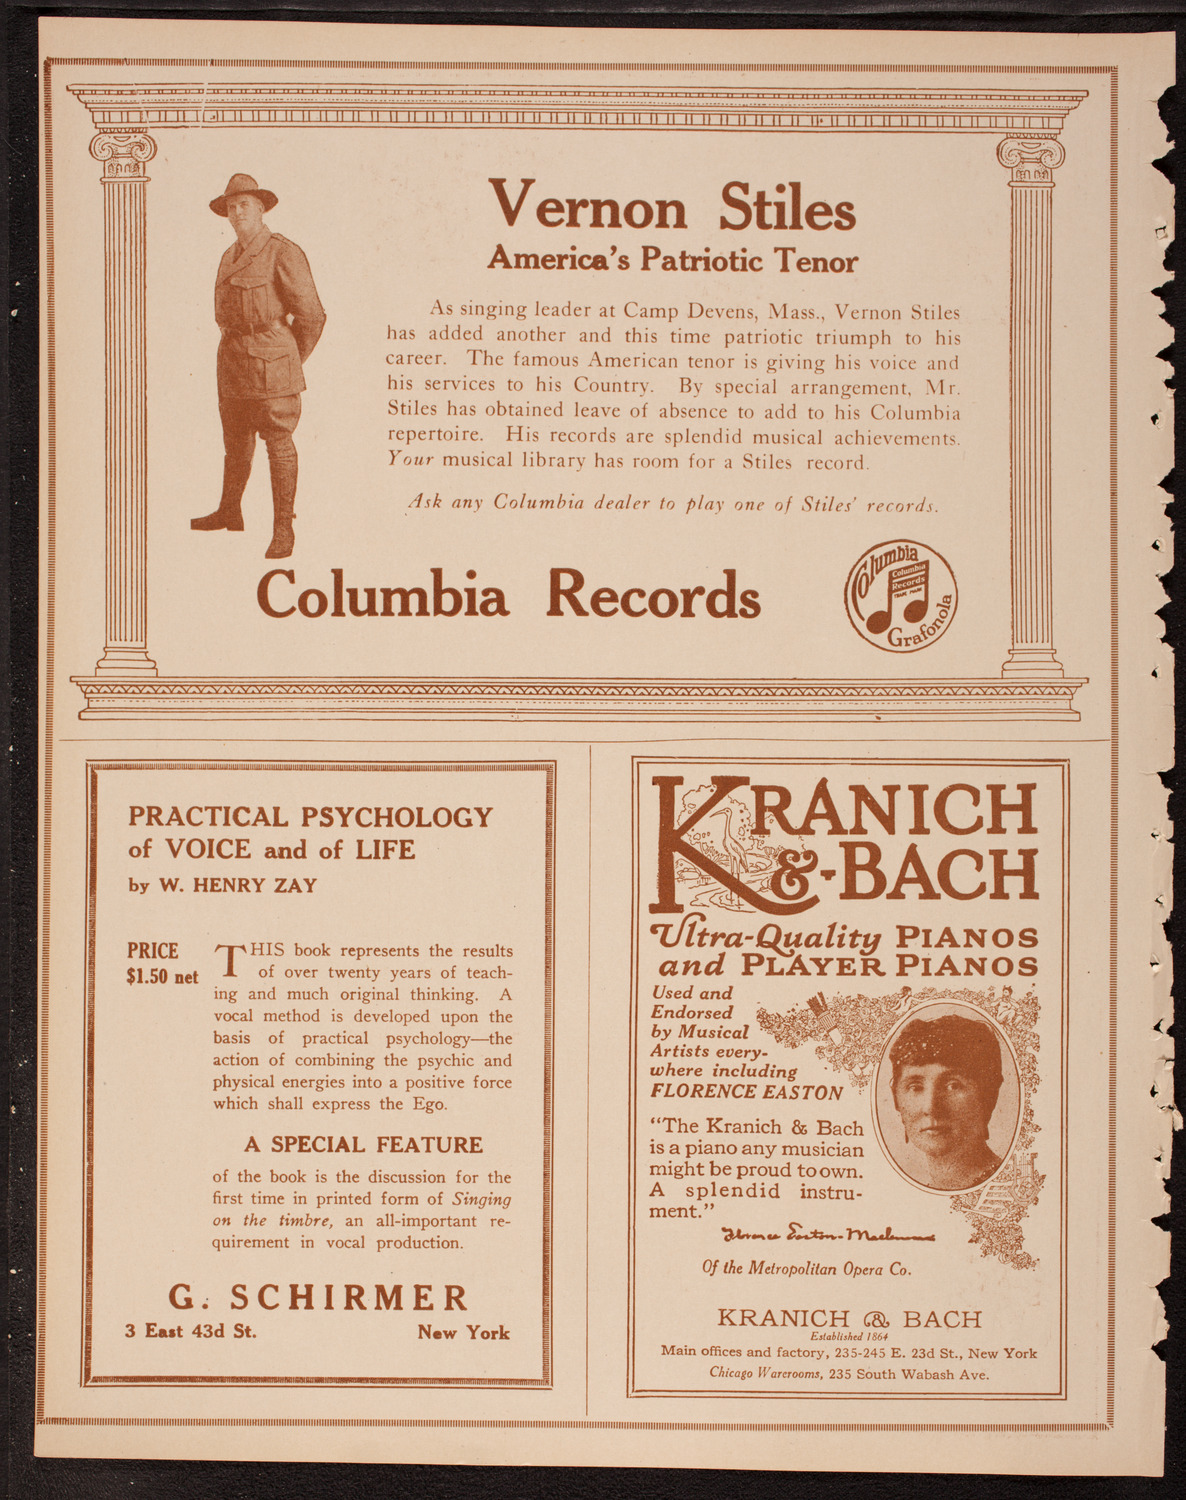 Vernon Stiles
America's Patriotic Tenor
As singing leader at Camp Devens, Mass., Vernon Stiles
has added another and this time patriotic triumph to his
career. The famous American tenor is giving his voice and
his services to his Country. By special arrangement, Mr.
Stiles has obtained leave of absence to add to his Columbia
repertoire. His records are splendid musical achievements.
Your musical library has room for a Stiles record.
Ask any Columbia dealer to play one of Stiles' records.
Columbia Records
Columbia
Columbia
Records
TRADE MARK
Grafonola
PRACTICAL PSYCHOLOGY
of VOICE and of LIFE
by W. HENRY ZAY
PRICE
$1.50 net
THIS book represents the results
of over twenty years of teach-
ing and much original thinking. A
vocal method is developed upon the
basis of practical psychology—the
action of combining the psychic and
physical energies into a positive force
which shall express the Ego.
A SPECIAL FEATURE
of the book is the discussion for the
first time in printed form of Singing
on the timbre, an all-important re-
quirement in vocal production.
G. SCHIRMER
3 East 43d St. New York
KRANICH
&-BACH
Ultra-Quality PIANOS
and PLAYER PIANOS
Used and
Endorsed
by Musical
Artists every-
where including
FLORENCE EASTON
"The Kranich & Bach
is a piano any musician
might be proud to own.
A splendid instru-
ment."
Florence Easton-Maclennan
Of the Metropolitan Opera Co.
KRANICH & BACH
Established 1864
Main offices and factory, 235-245 E. 23d St., New York
Chicago Warerooms, 235 South Wabash Ave.